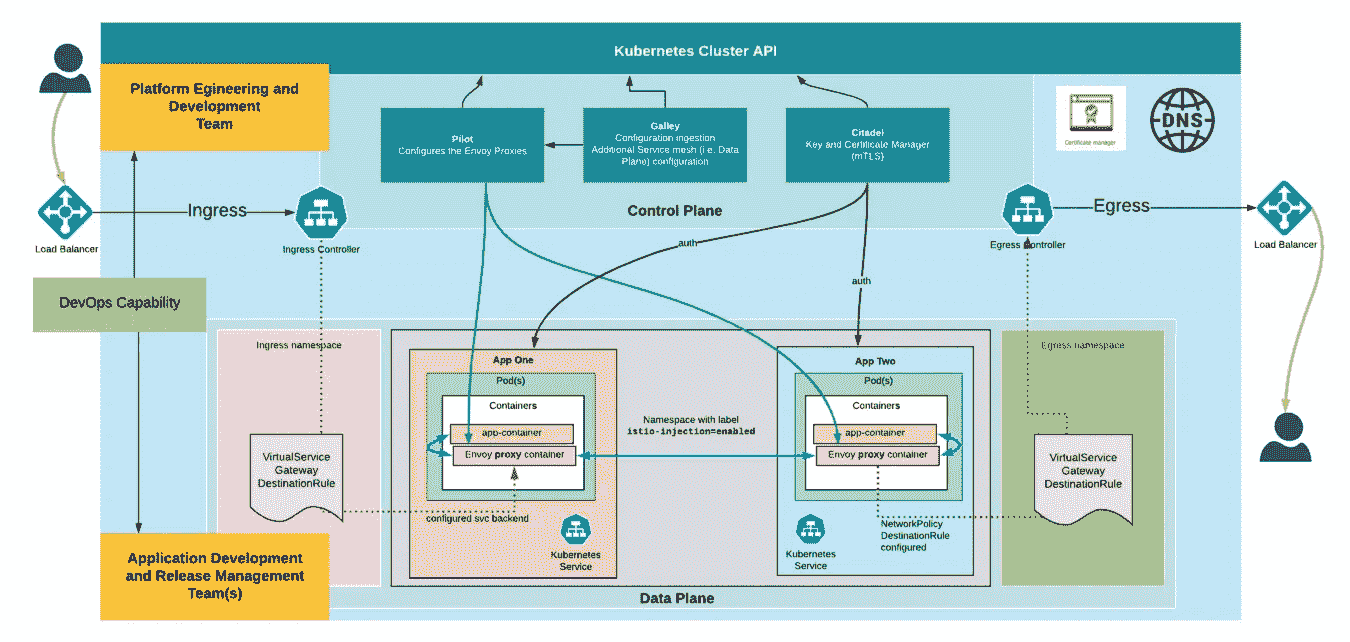 Kubernetes Cluster API
Platform Egineering and
Development
Team
Pilot
Configures the Envoy Proxies
Galley
Configuration ingestion
Additional Service mesh (i.e. Data
Plane) configuration
Citadel
Key and Certificate Manager
(mTLS)
Certificate manager
DNS
Control Plane
Ingress
Egress
Load Balancer
Ingress Controller
Egress Controller
Load Balancer
auth
auth
DevOps Capability
Ingress namespace
Egress namespace
App One
Pod(s)
Containers
app-container
Envoy proxy container
App Two
Pod(s)
Containers
app-container
Envoy proxy container
Namespace with label
istio-injection=enabled
VirtualService
Gateway
DestinationRule
VirtualService
Gateway
DestinationRule
configured svc backend
NetworkPolicy
DestinationRule
configured
Kubernetes
Service
Kubernetes
Service
Application Development
and Release Management
Team(s)
Data Plane